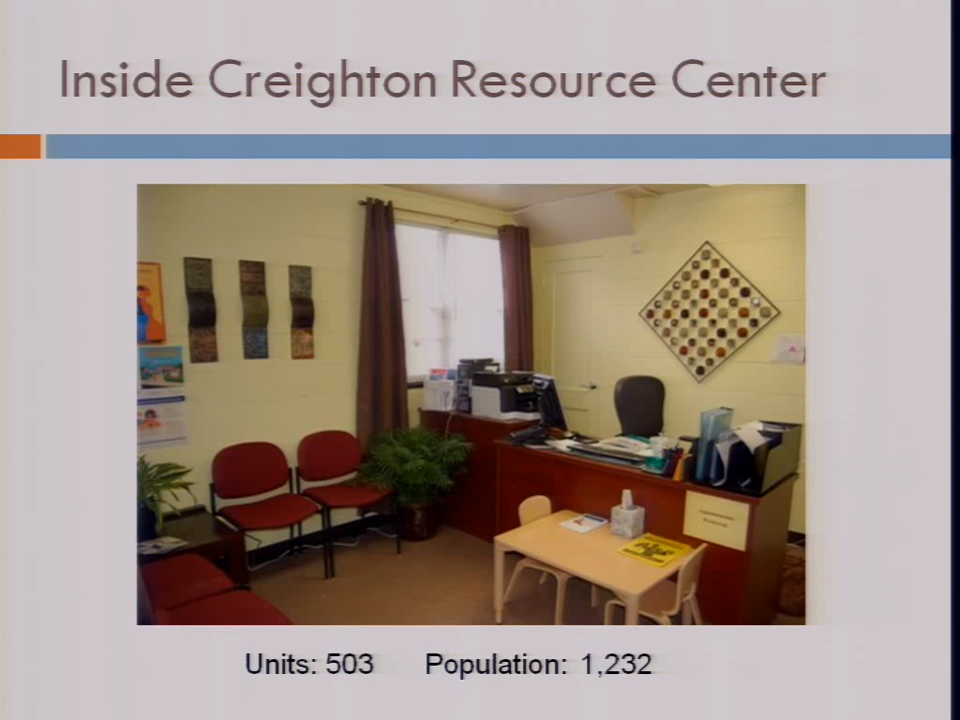 Inside Creighton Resource Center
Units: 503 Population: 1,232